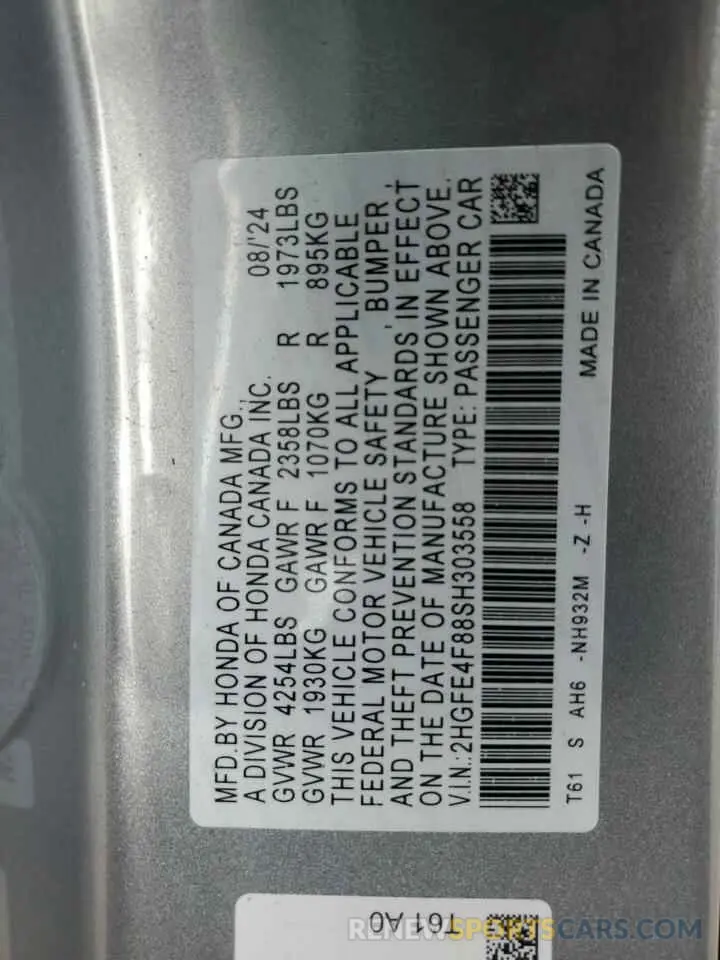 MFD. BY HONDA OF CANADA MFG., 08/'24
A DIVISION OF HONDA CANADA INC.
GVWR 4254LBS GAWR F 2358LBS R 1973LBS
GVWR 1930KG GAWR F 1070KG R 895KG
THIS VEHICLE CONFORMS TO ALL APPLICABLE
FEDERAL MOTOR VEHICLE SAFETY , BUMPER ,
AND THEFT PREVENTION STANDARDS IN EFFECT
ON THE DATE OF MANUFACTURE SHOWN ABOVE.
V.I.N.:2HGFE4F88SH303558 TYPE: PASSENGER CAR
T61 S AH6 -NH932M -Z -H
MADE IN CANADA
T61 A0
RENEWSPORTSCARS.COM